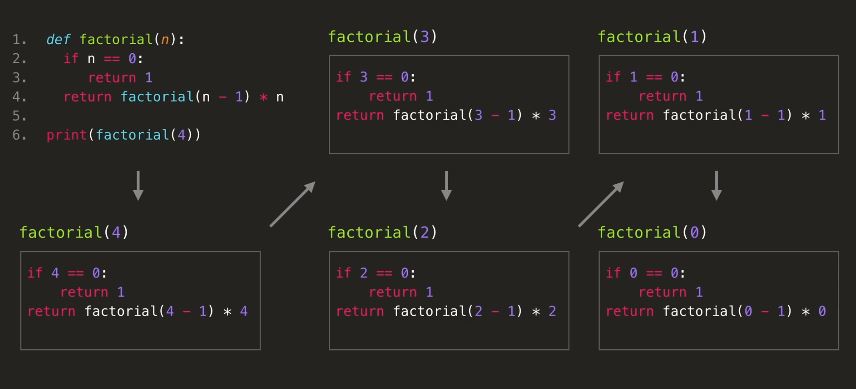 1. def factorial(n):
2. if n == 0:
3. return 1
4. return factorial(n - 1) * n
5.
6. print(factorial(4))
factorial(4)
if 4 == 0:
return 1
return factorial(4 - 1) * 4
factorial(3)
if 3 == 0:
return 1
return factorial(3 - 1) * 3
factorial(2)
if 2 == 0:
return 1
return factorial(2 - 1) * 2
factorial(1)
if 1 == 0:
return 1
return factorial(1 - 1) * 1
factorial(0)
if 0 == 0:
return 1
return factorial(0 - 1) * 0